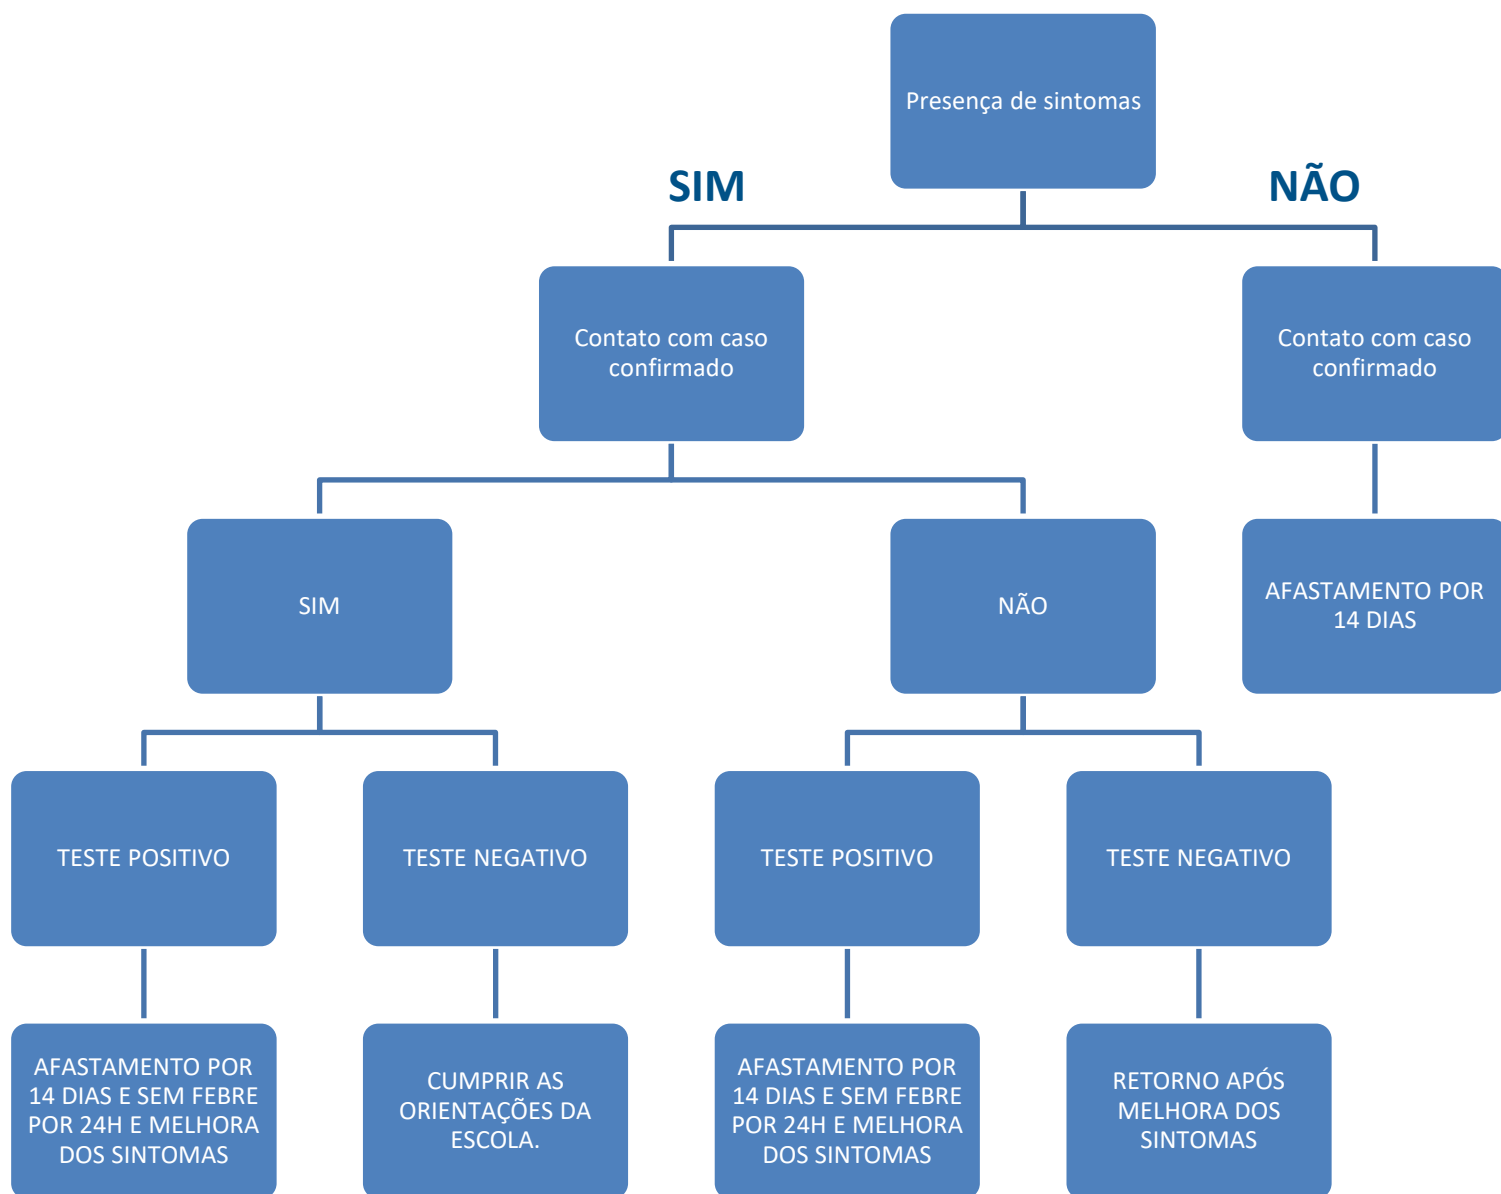 Presença de sintomas
SIM
NÃO
Contato com caso
confirmado
Contato com caso
confirmado
SIM
NÃO
AFASTAMENTO POR
14 DIAS
TESTE POSITIVO
TESTE NEGATIVO
TESTE POSITIVO
TESTE NEGATIVO
AFASTAMENTO POR
14 DIAS E SEM FEBRE
POR 24H E MELHORA
DOS SINTOMAS
CUMPRIR AS
ORIENTAÇÕES DA
ESCOLA.
AFASTAMENTO POR
14 DIAS E SEM FEBRE
POR 24H E MELHORA
DOS SINTOMAS
RETORNO APÓS
MELHORA DOS
SINTOMAS